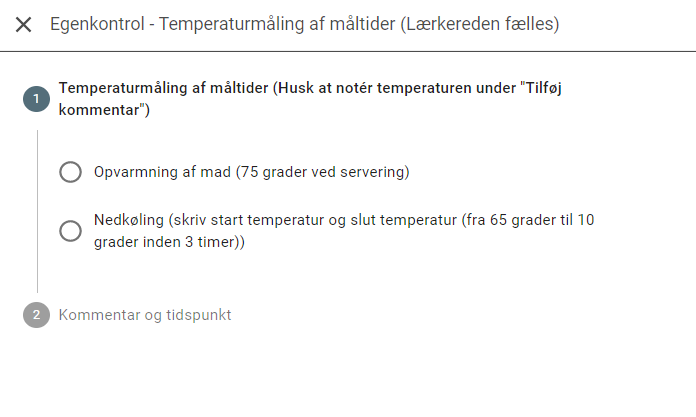 Egenkontrol - Temperaturmåling af måltider (Lærkereden fælles)
1 Temperaturmåling af måltider (Husk at notér temperaturen under "Tilføj
kommentar")
Opvarmning af mad (75 grader ved servering)
Nedkøling (skriv start temperatur og slut temperatur (fra 65 grader til 10
grader inden 3 timer))
2 Kommentar og tidspunkt